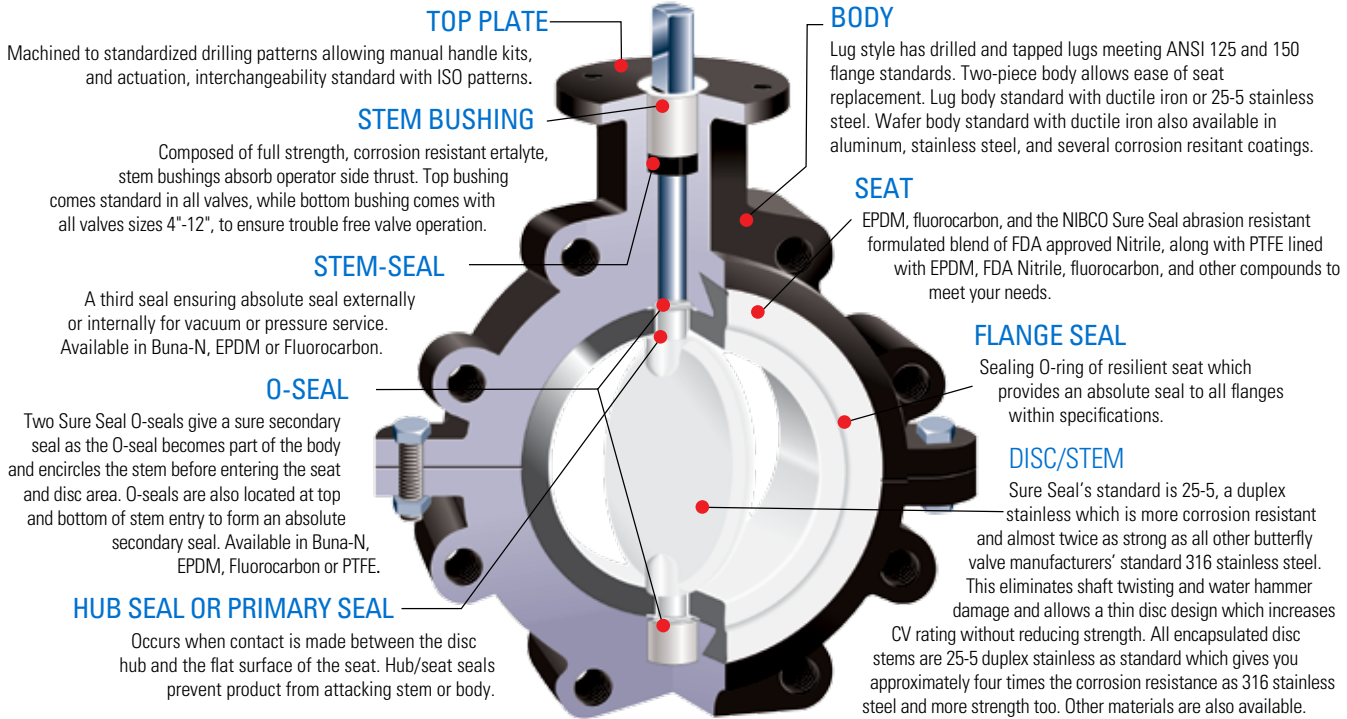 TOP PLATE
Machined to standardized drilling patterns allowing manual handle kits,
and actuation, interchangeability standard with ISO patterns.
STEM BUSHING
Composed of full strength, corrosion resistant ertalyte,
stem bushings absorb operator side thrust. Top bushing
comes standard in all valves, while bottom bushing comes with
all valves sizes 4"-12", to ensure trouble free valve operation.
STEM-SEAL
A third seal ensuring absolute seal externally
or internally for vacuum or pressure service.
Available in Buna-N, EPDM or Fluorocarbon.
O-SEAL
Two Sure Seal O-seals give a sure secondary
seal as the O-seal becomes part of the body
and encircles the stem before entering the seat
and disc area. O-seals are also located at top
and bottom of stem entry to form an absolute
secondary seal. Available in Buna-N,
EPDM, Fluorocarbon or PTFE.
HUB SEAL OR PRIMARY SEAL
Occurs when contact is made between the disc
hub and the flat surface of the seat. Hub/seat seals
prevent product from attacking stem or body.
BODY
Lug style has drilled and tapped lugs meeting ANSI 125 and 150
flange standards. Two-piece body allows ease of seat
replacement. Lug body standard with ductile iron or 25-5 stainless
steel. Wafer body standard with ductile iron also available in
aluminum, stainless steel, and several corrosion resitant coatings.
SEAT
EPDM, fluorocarbon, and the NIBCO Sure Seal abrasion resistant
formulated blend of FDA approved Nitrile, along with PTFE lined
with EPDM, FDA Nitrile, fluorocarbon, and other compounds to
meet your needs.
FLANGE SEAL
Sealing O-ring of resilient seat which
provides an absolute seal to all flanges
within specifications.
DISC/STEM
Sure Seal's standard is 25-5, a duplex
stainless which is more corrosion resistant
and almost twice as strong as all other butterfly
valve manufacturers' standard 316 stainless steel.
This eliminates shaft twisting and water hammer
damage and allows a thin disc design which increases
CV rating without reducing strength. All encapsulated disc
stems are 25-5 duplex stainless as standard which gives you
approximately four times the corrosion resistance as 316 stainless
steel and more strength too. Other materials are also available.